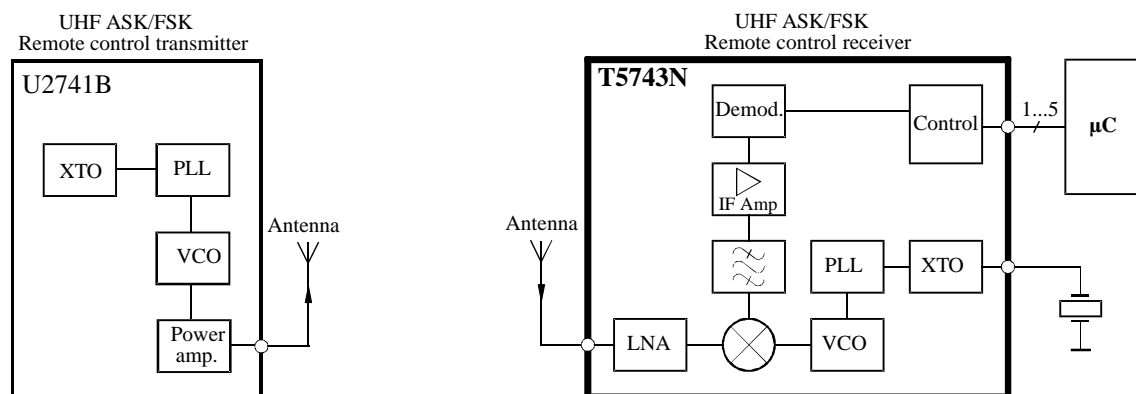 UHF ASK/FSK
Remote control transmitter
U2741B
XTO
PLL
VCO
Antenna
Power
amp.
UHF ASK/FSK
Remote control receiver
T5743N
Demod.
Control
1...5
µC
IF Amp
Antenna
PLL
XTO
LNA
VCO